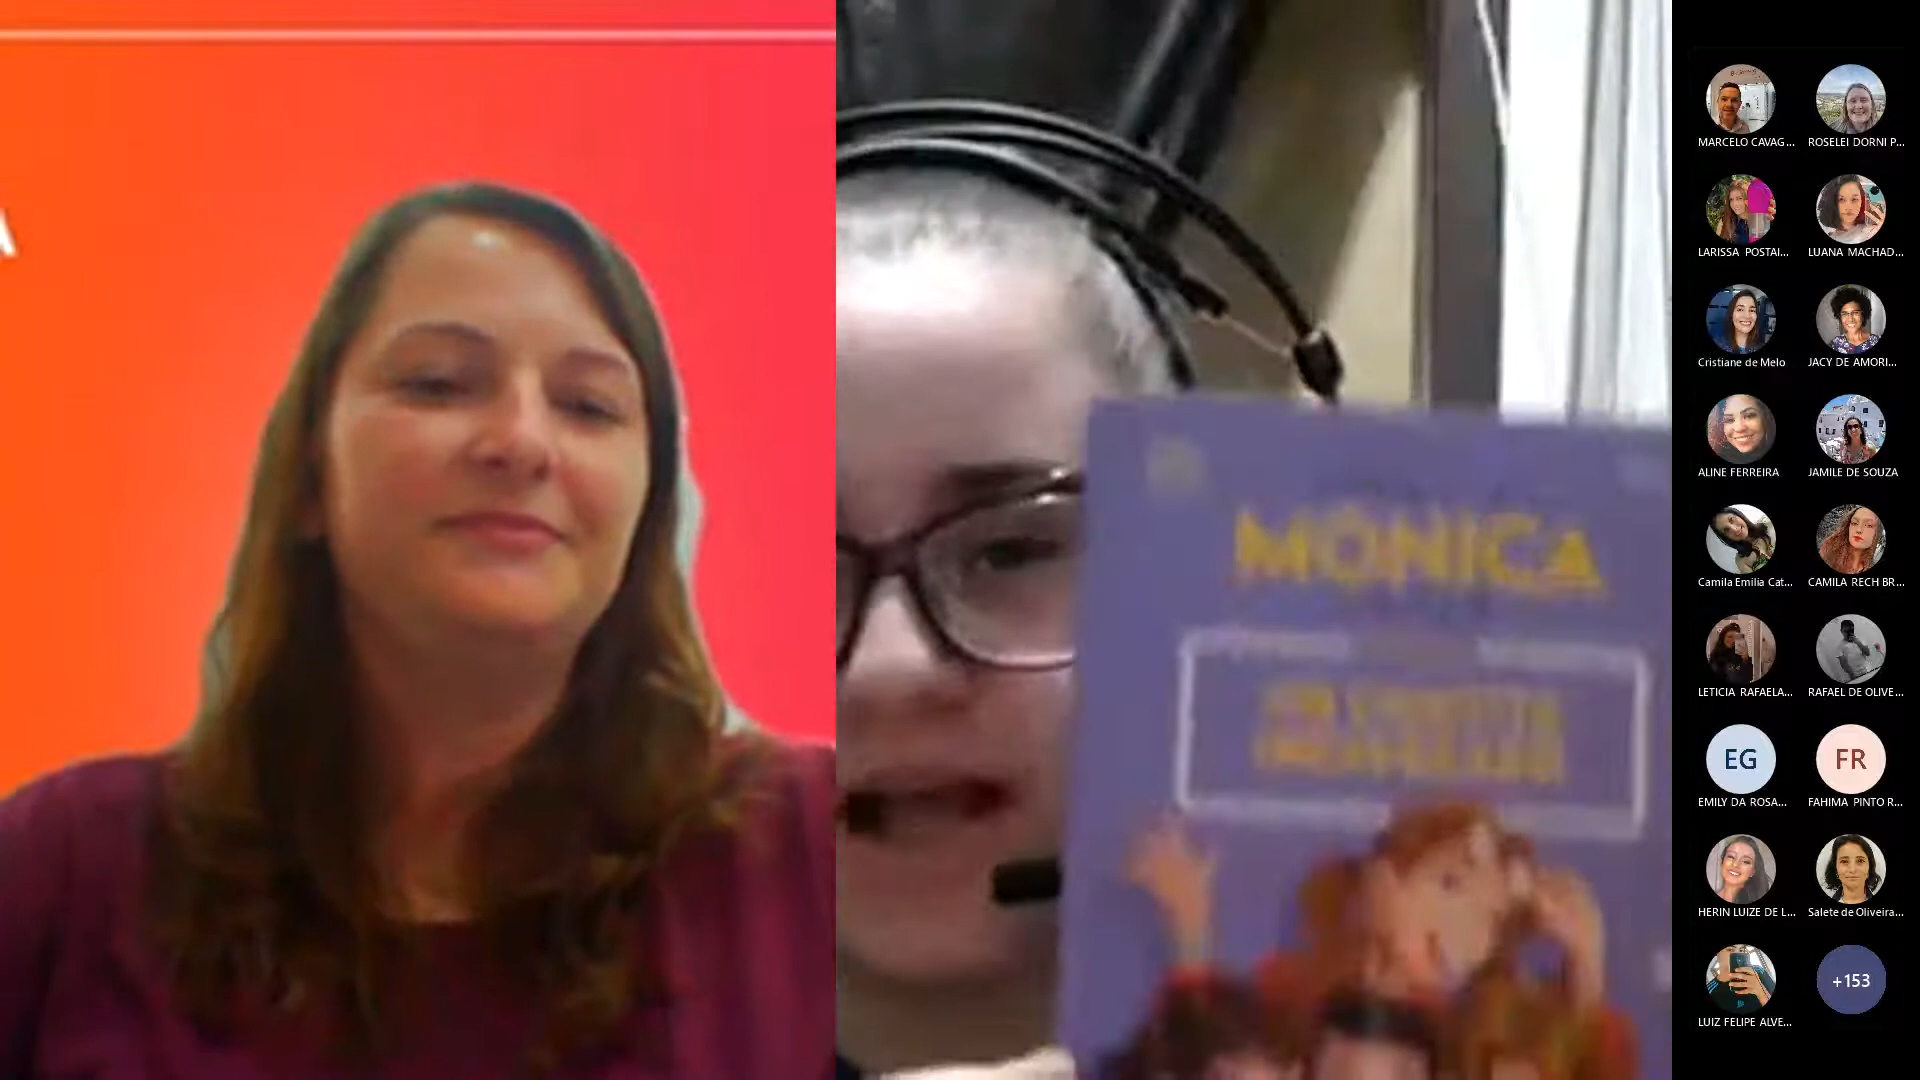 A
MÔNICA
MARCELO CAVAG...
ROSELEI DORNI P...
LARISSA POSTAI...
LUANA MACHAD...
Cristiane de Melo
JACY DE AMORI...
ALINE FERREIRA
JAMILE DE SOUZA
Camila Emilia Cat...
CAMILA RECH BR...
LETICIA RAFAELA...
RAFAEL DE OLIVE...
EG
FR
EMILY DA ROSA...
FAHIMA PINTO R...
HERIN LUIZE DE L...
Salete de Oliveira...
+153
LUIZ FELIPE ALVE...